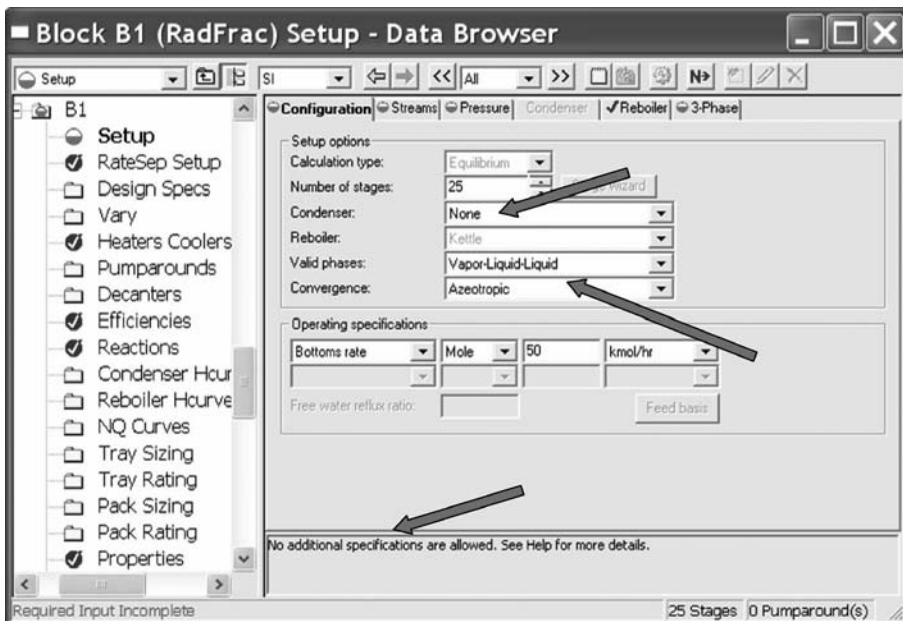 Block B1 (RadFrac) Setup - Data Browser
Setup SI << All >> N>
B1
Setup
RateSep Setup
Design Specs
Vary
Heaters Coolers
Pumparounds
Decanters
Efficiencies
Reactions
Condenser Hcur
Reboiler Hcurve
NQ Curves
Tray Sizing
Tray Rating
Pack Sizing
Pack Rating
Properties
Configuration Streams Pressure Condenser Reboiler 3-Phase
Setup options
Calculation type: Equilibrium
Number of stages: 25 wizard
Condenser: None
Reboiler: Kettle
Valid phases: Vapor-Liquid-Liquid
Convergence: Azeotropic
Operating specifications
Bottoms rate Mole 50 kmol/hr
Free water reflux ratio: Feed basis
No additional specifications are allowed. See Help for more details.
Required Input Incomplete 25 Stages 0 Pumparound(s)